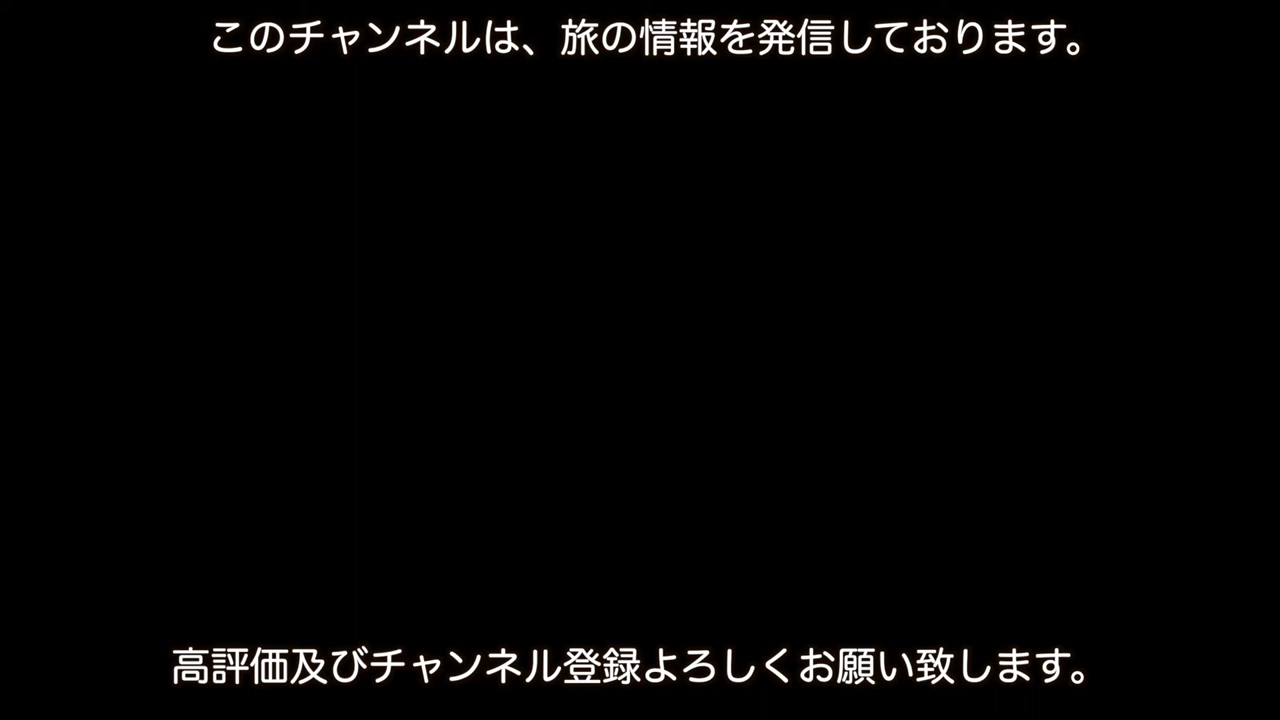 このチャンネルは、旅の情報を発信しております。
高評価及びチャンネル登録よろしくお願い致します。